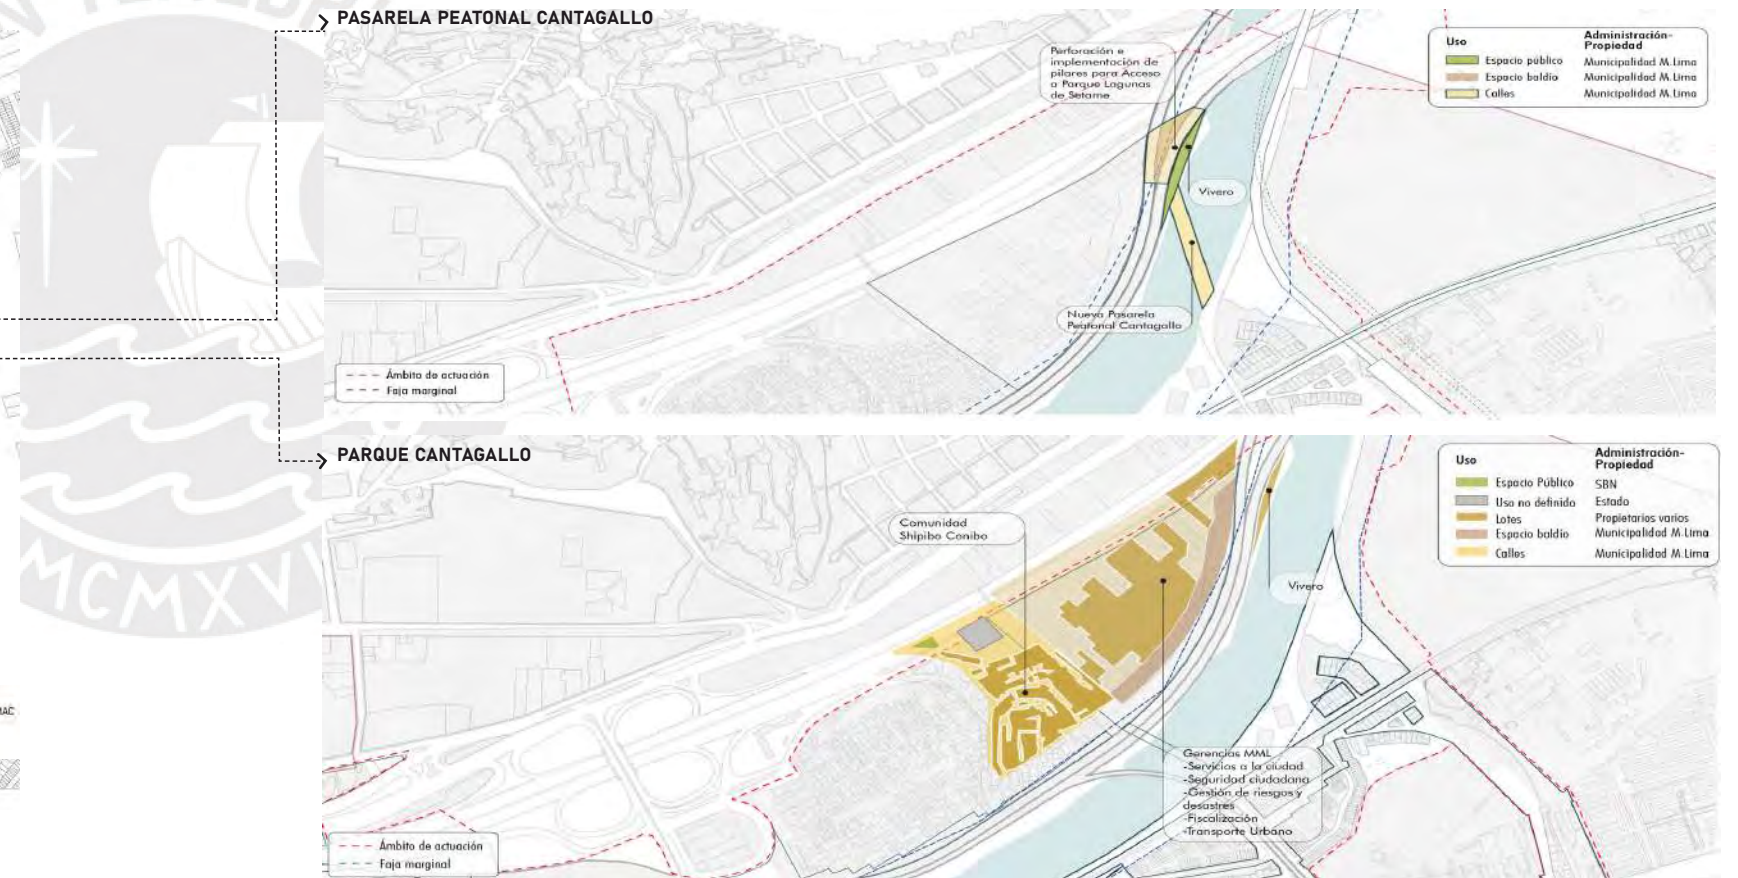 PASARELA PEATONAL CANTAGALLO
Uso
Administración-
Propiedad
Espacio público
Municipalidad M.Lima
Espacio baldío
Municipalidad M.Lima
Calles
Municipalidad M.Lima
Perforación e
implementación de
pilares para Acceso
a Parque Lagunas
de Setame
Vivero
Nueva Pasarela
Peatonal Cantagallo
Ámbito de actuación
Faja marginal
PARQUE CANTAGALLO
Uso
Administración-
Propiedad
Espacio Público
SBN
Uso no definido
Estado
Lotes
Propietarios varios
Espacio baldío
Municipalidad M.Lima
Calles
Municipalidad M.Lima
Comunidad
Shipibo Conibo
Vivero
Gerencias MML
-Servicios a la ciudad
-Seguridad ciudadana
-Gestión de riesgos y
desastres
-Fiscalización
-Transporte Urbano
Ámbito de actuación
Faja marginal
MCMXVI